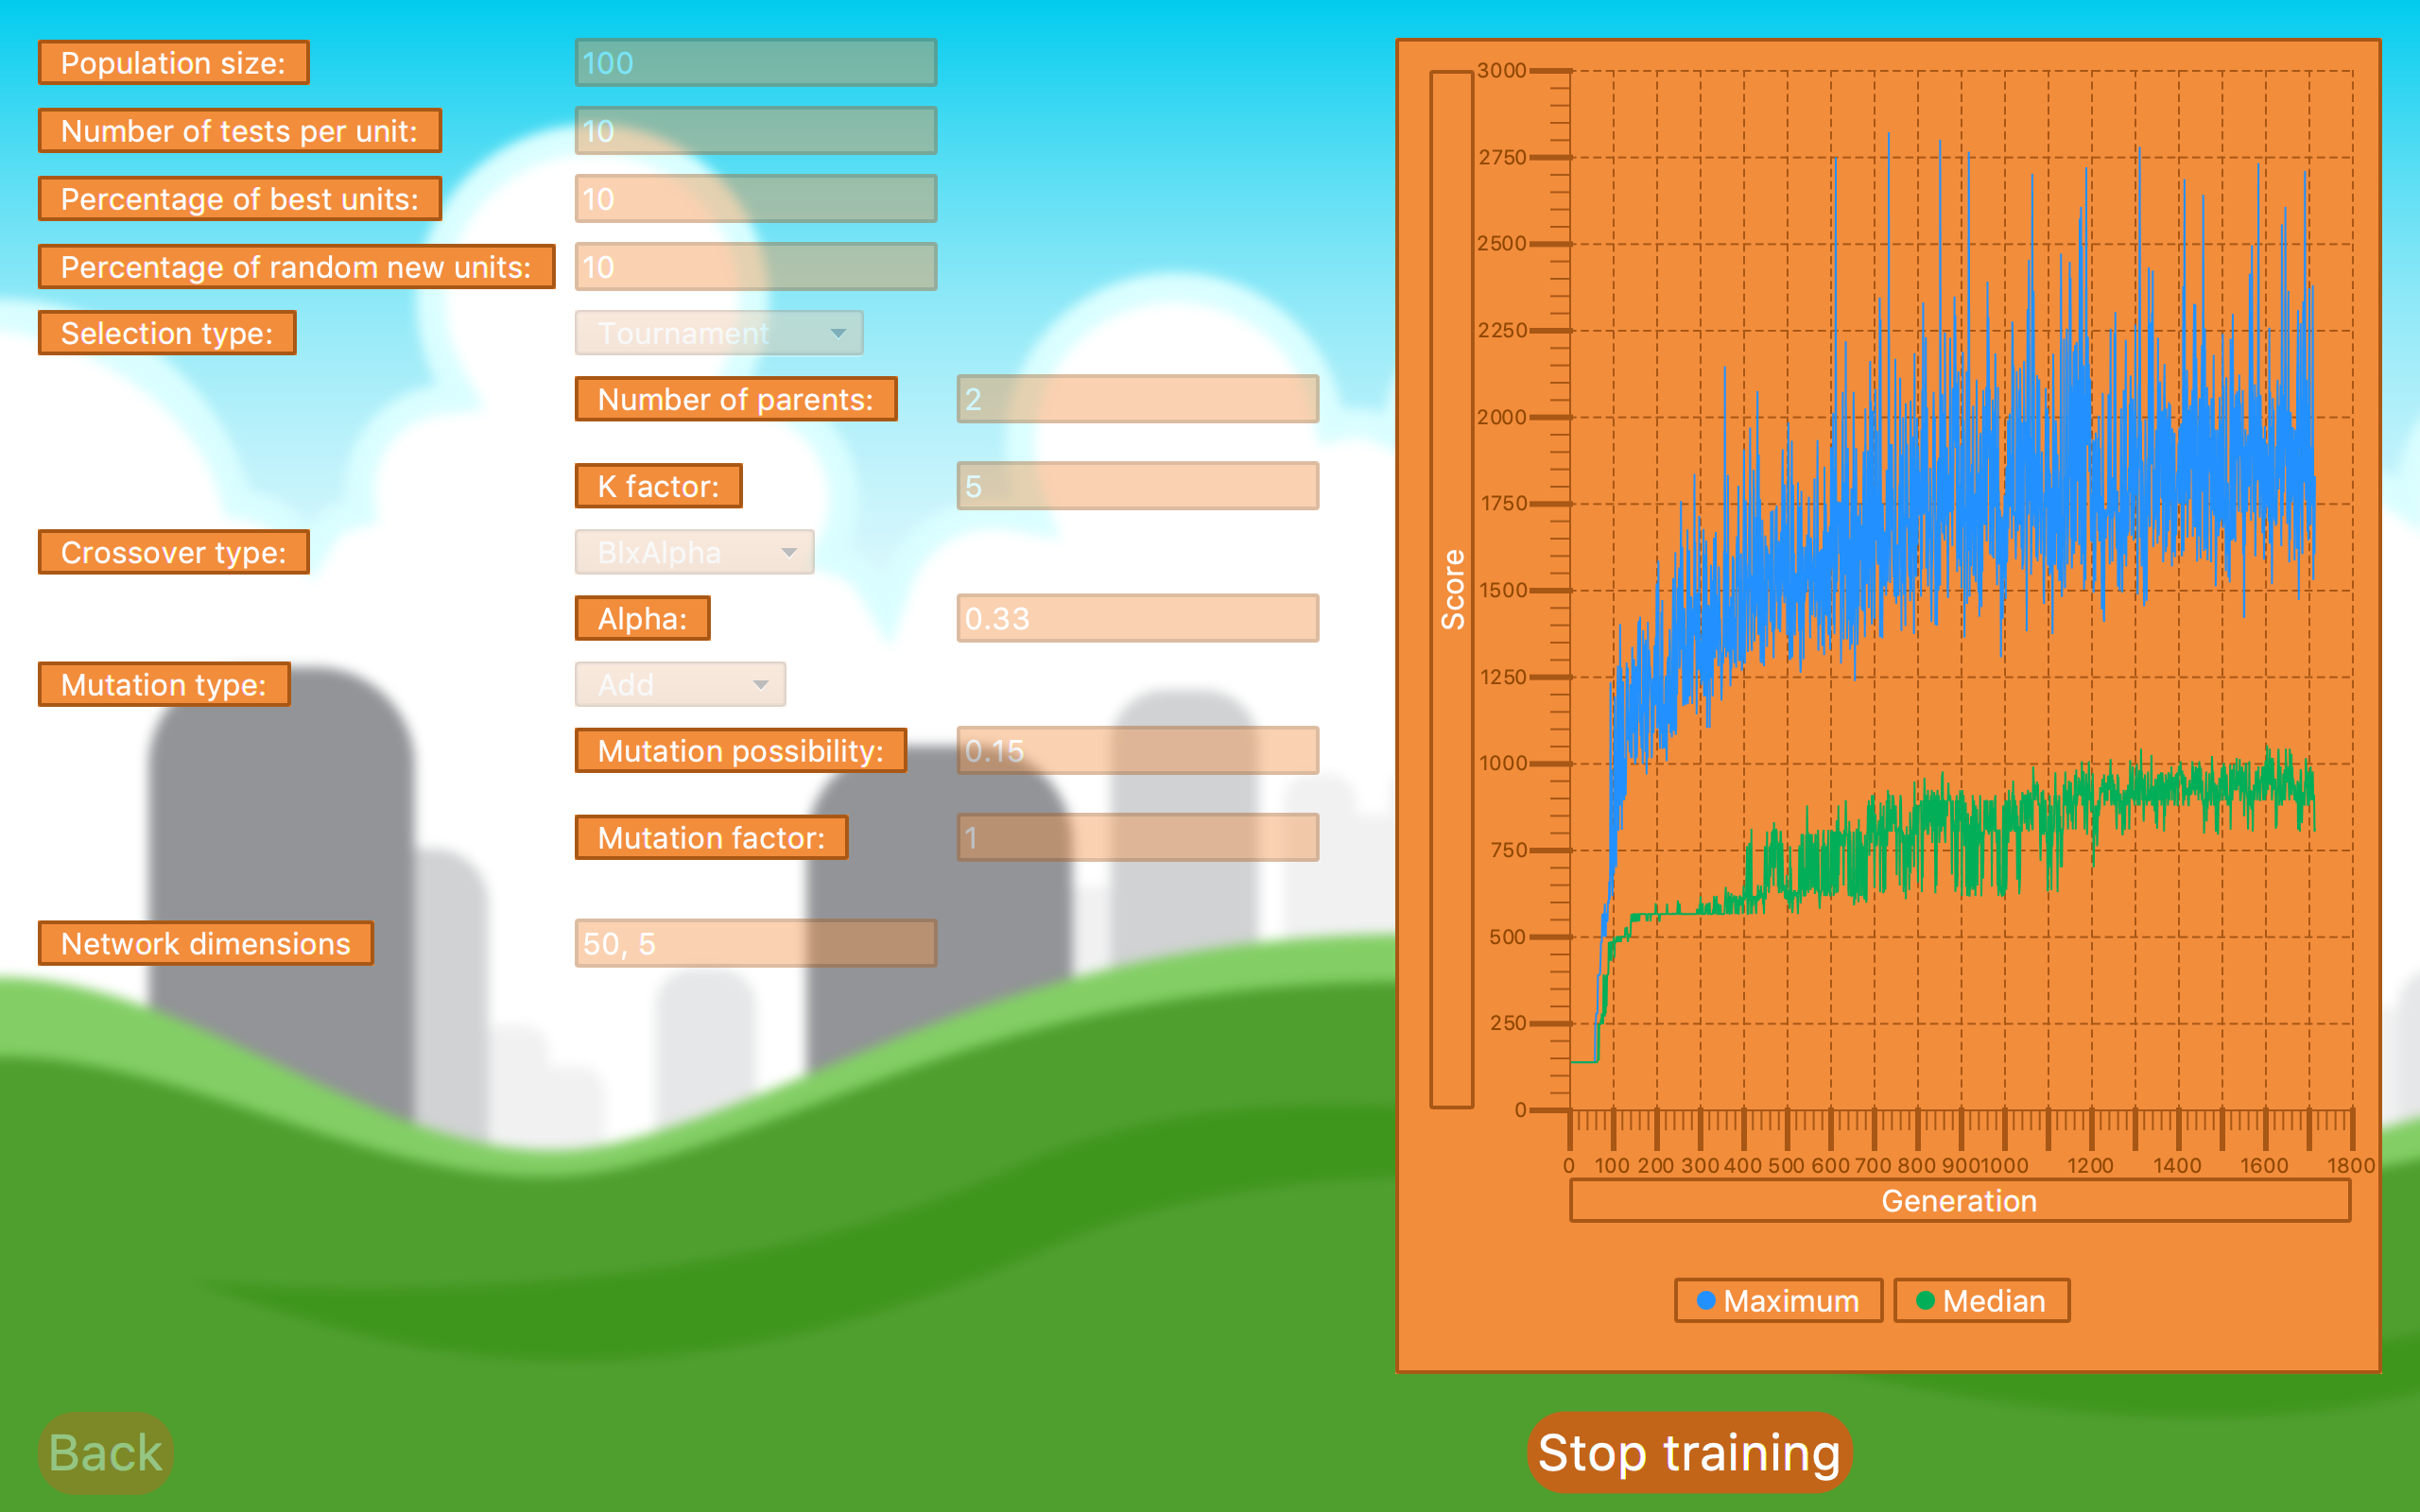 Population size: 100
Number of tests per unit: 10
Percentage of best units: 10
Percentage of random new units: 10
Selection type: Tournament
Number of parents: 2
K factor: 5
Crossover type: BlxAlpha
Alpha: 0.33
Mutation type: Add
Mutation possibility: 0.15
Mutation factor: 1
Network dimensions 50, 5
Back
Score
3000
2750
2500
2250
2000
1750
1500
1250
1000
750
500
250
0
0 100 200 300 400 500 600 700 800 900 1000 1200 1400 1600 1800
Generation
Maximum Median
Stop training